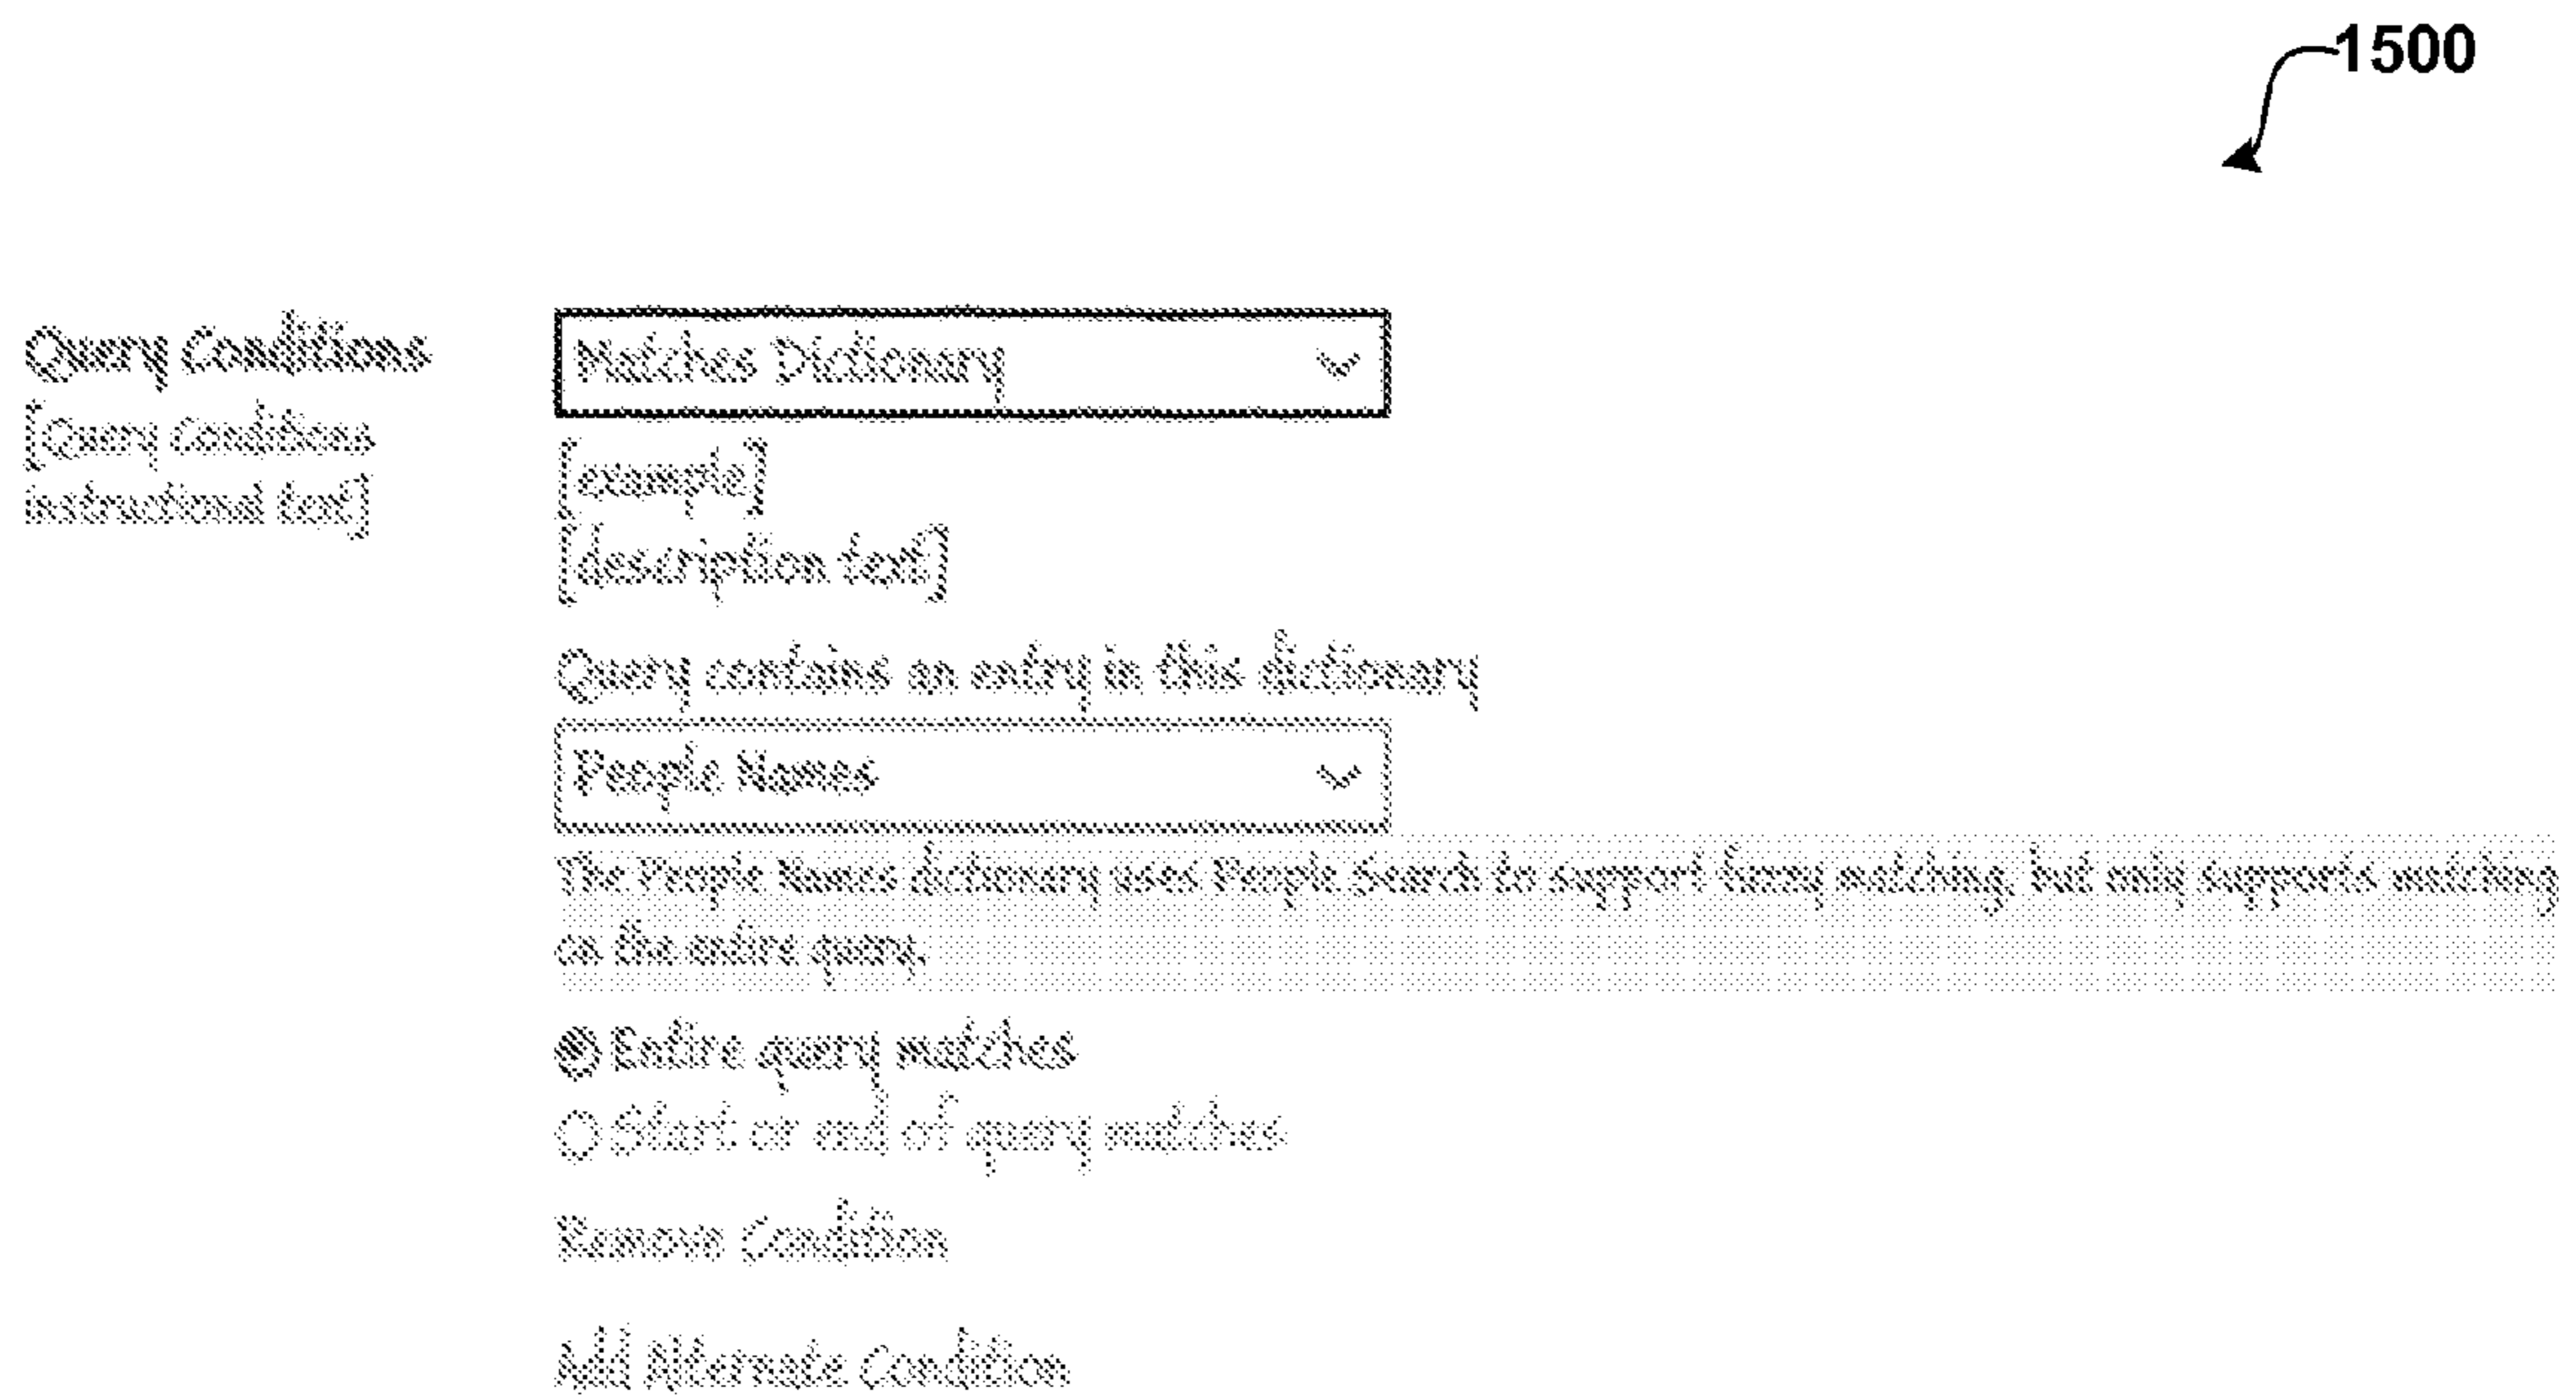 1500
Query Conditions
[Query Conditions
instructional text]
Matches Dictionary
[example]
[description text]
Query contains an entry in this dictionary
People Names
The People Names dictionary uses People Search to support fuzzy matching, but only supports matching
on the entire query.
Entire query matches
Start or end of query matches
Remove Condition
Add Alternate Condition